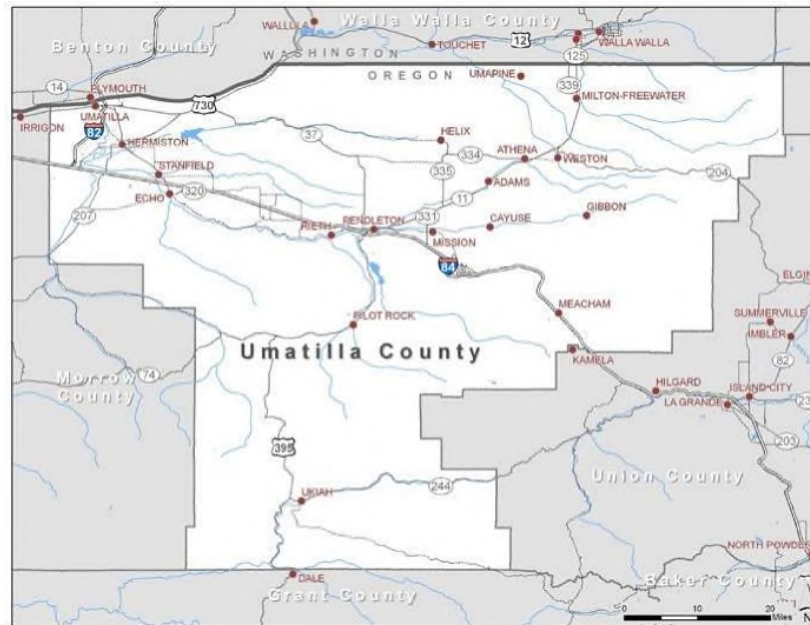 WALLULA
Walla Walla County
Benton County
TOUCHET
12
WALLA WALLA
WASHINGTON
125
OREGON
UMAPINE
14
PLYMOUTH
730
339
MILTON-FREEWATER
IRRIGON
UMATILLA
82
HERMISTON
37
HELIX
STANFIELD
334
ATHENA
WESTON
335
204
ECHO
320
ADAMS
11
207
RIETH
PENDLETON
331
CAYUSE
GIBBON
MISSION
84
ELGIN
PILOT ROCK
MEACHAM
SUMMERVILLE
IMBLER
Umatilla County
KAMELA
82
Morrow
County
74
HILGARD
ISLAND CITY
LA GRANDE
203
395
Union County
244
UKIAH
NORTH POWDER
DALE
Baker County
Grant County
0 10 20
Miles
N